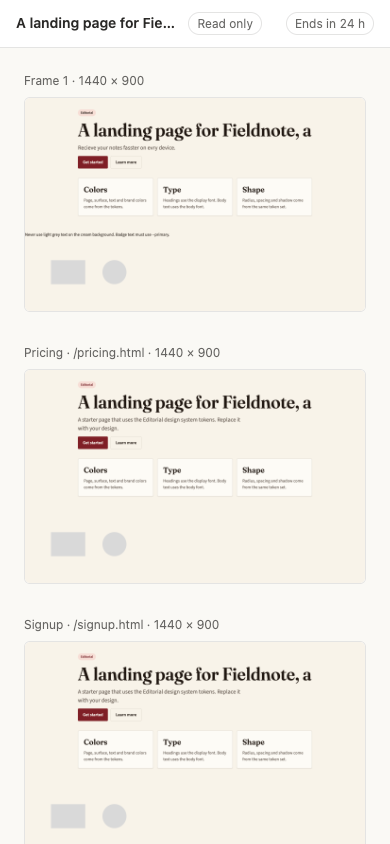 A landing page for Fie...
Read only
Ends in 24 h
Frame 1 · 1440 × 900
Editorial
A landing page for Fieldnote, a
Recieve your notes faaster on evry device.
Get started
Learn more
Colors
Page, surface, text and brand colors
come from the tokens.
Type
Headings use the display font. Body
text uses the body font.
Shape
Radius, spacing and shadow come
from the same token set.
Never use light grey text on the cream background. Badge text must use --primary.
Pricing · /pricing.html · 1440 × 900
Editorial
A landing page for Fieldnote, a
A starter page that uses the Editorial design system tokens. Replace it
with your design.
Get started
Learn more
Colors
Page, surface, text and brand colors
come from the tokens.
Type
Headings use the display font. Body
text uses the body font.
Shape
Radius, spacing and shadow come
from the same token set.
Signup · /signup.html · 1440 × 900
Editorial
A landing page for Fieldnote, a
A starter page that uses the Editorial design system tokens. Replace it
with your design.
Get started
Learn more
Colors
Page, surface, text and brand colors
come from the tokens.
Type
Headings use the display font. Body
text uses the body font.
Shape
Radius, spacing and shadow come
from the same token set.